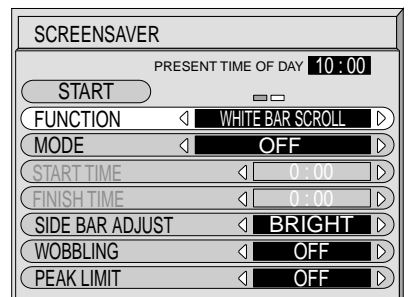 SCREENSAVER
PRESENT TIME OF DAY 10:00
START
FUNCTION WHITE BAR SCROLL
MODE OFF
START TIME 0:00
FINISH TIME 0:00
SIDE BAR ADJUST BRIGHT
WOBBLING OFF
PEAK LIMIT OFF